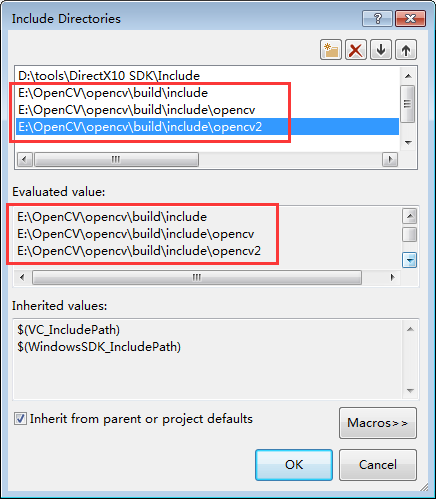 Include Directories
D:\tools\DirectX10 SDK\Include
E:\OpenCV\opencv\build\include
E:\OpenCV\opencv\build\include\opencv
E:\OpenCV\opencv\build\include\opencv2
Evaluated value:
E:\OpenCV\opencv\build\include
E:\OpenCV\opencv\build\include\opencv
E:\OpenCV\opencv\build\include\opencv2
Inherited values:
$(VC_IncludePath)
$(WindowsSDK_IncludePath)
Inherit from parent or project defaults
Macros>>
OK
Cancel